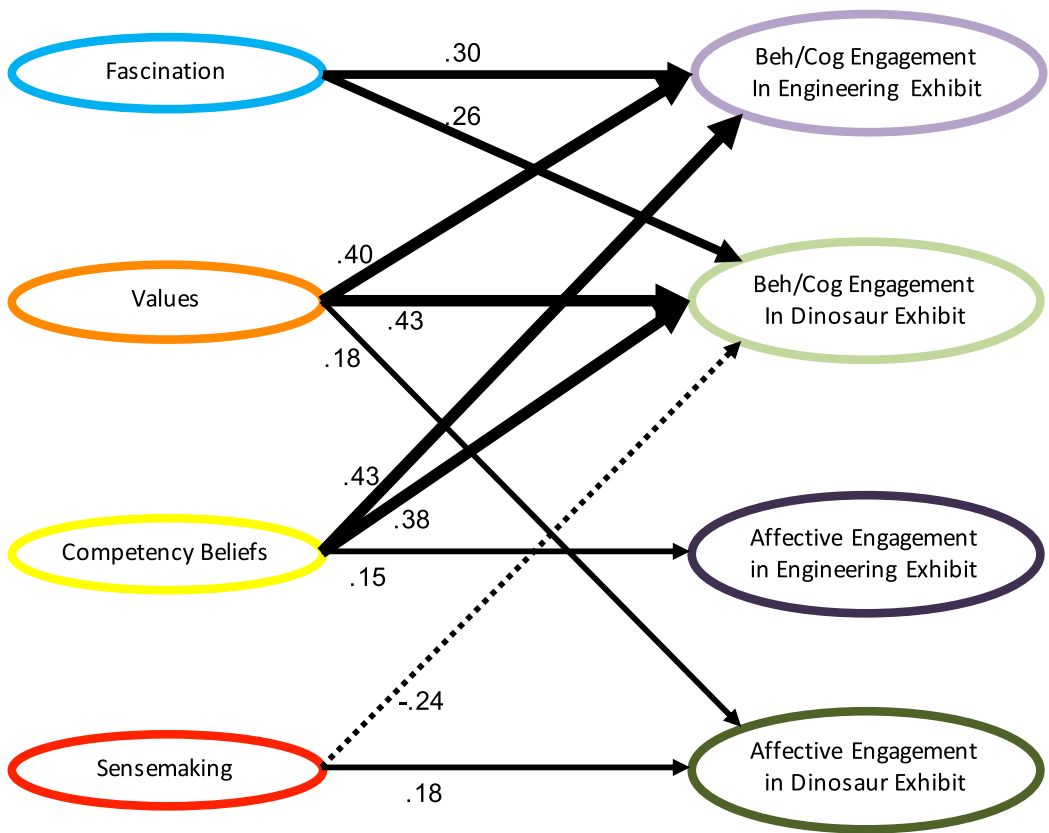 Fascination
.30
Beh/Cog Engagement
In Engineering Exhibit
.26
Values
.40
.43
.18
Beh/Cog Engagement
In Dinosaur Exhibit
Competency Beliefs
.43
.38
.15
Affective Engagement
in Engineering Exhibit
Sensemaking
-.24
.18
Affective Engagement
in Dinosaur Exhibit